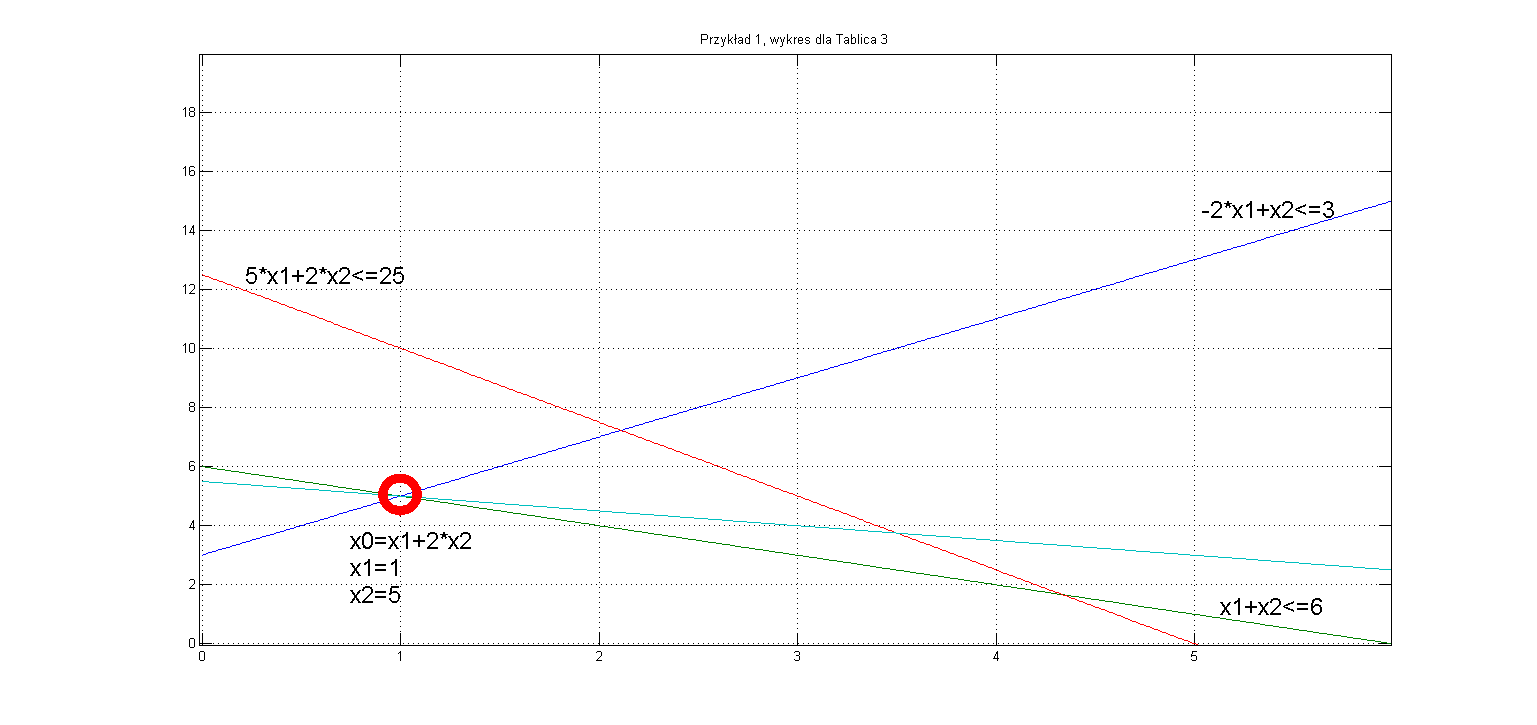 Przykład 1, wykres dla Tablica 3
18
16
-2*x1+x2<=3
14
5*x1+2*x2<=25
12
10
8
6
4
x0=x1+2*x2
x1=1
2
x2=5
x1+x2<=6
0
0 1 2 3 4 5